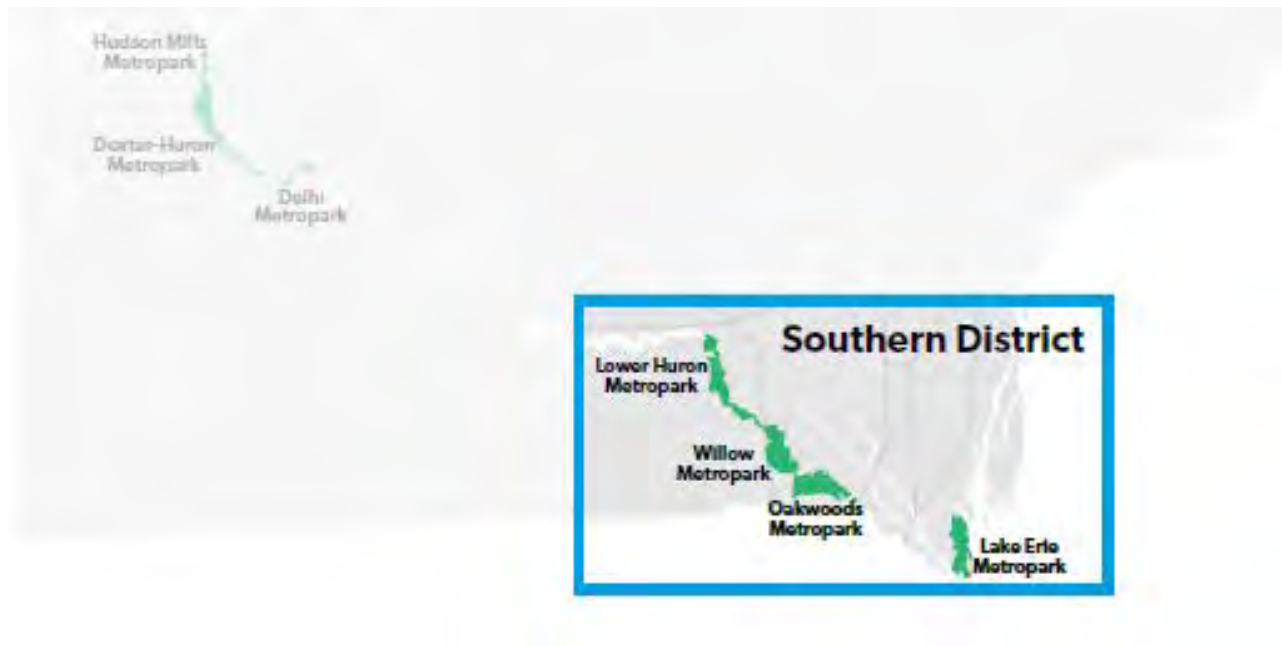 Hudson Mills
Metropark
Dexter-Huron
Metropark
Delhi
Metropark
Southern District
Lower Huron
Metropark
Willow
Metropark
Oakwoods
Metropark
Lake Erie
Metropark